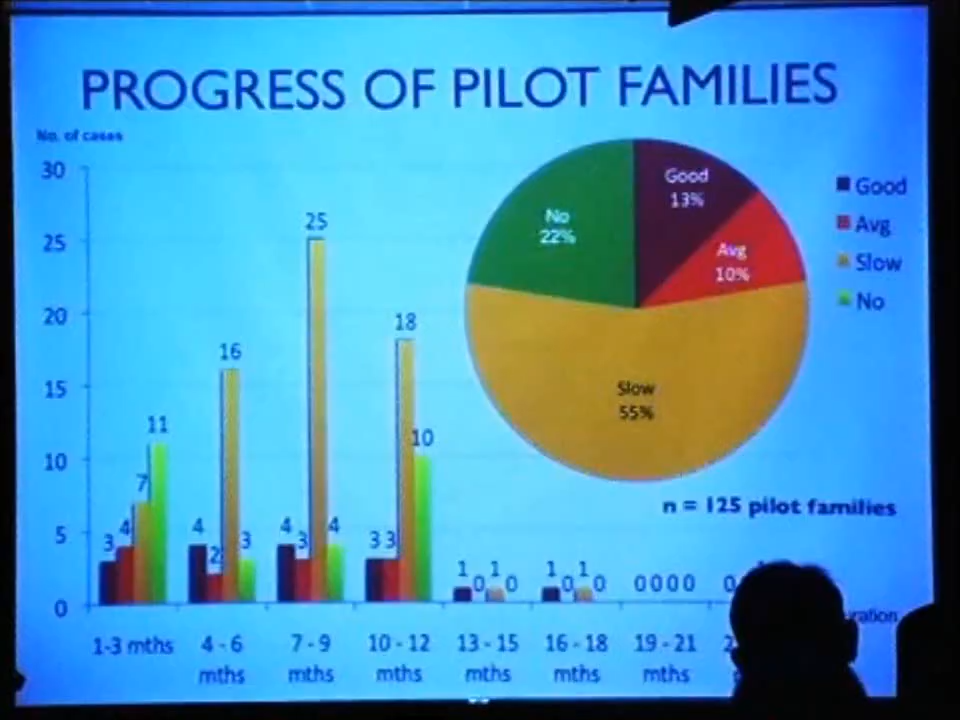 PROGRESS OF PILOT FAMILIES
No. of cases
30
25
20
15
10
5
0
3 4 7 11
4 2 16 3
4 3 25 4
3 3 18 10
1 0 1 0
1 0 1 0
0 0 0 0
0
1-3 mths
4 - 6 mths
7 - 9 mths
10 - 12 mths
13 - 15 mths
16 - 18 mths
19 - 21 mths
Good 13%
Avg 10%
Slow 55%
No 22%
Good
Avg
Slow
No
n = 125 pilot families